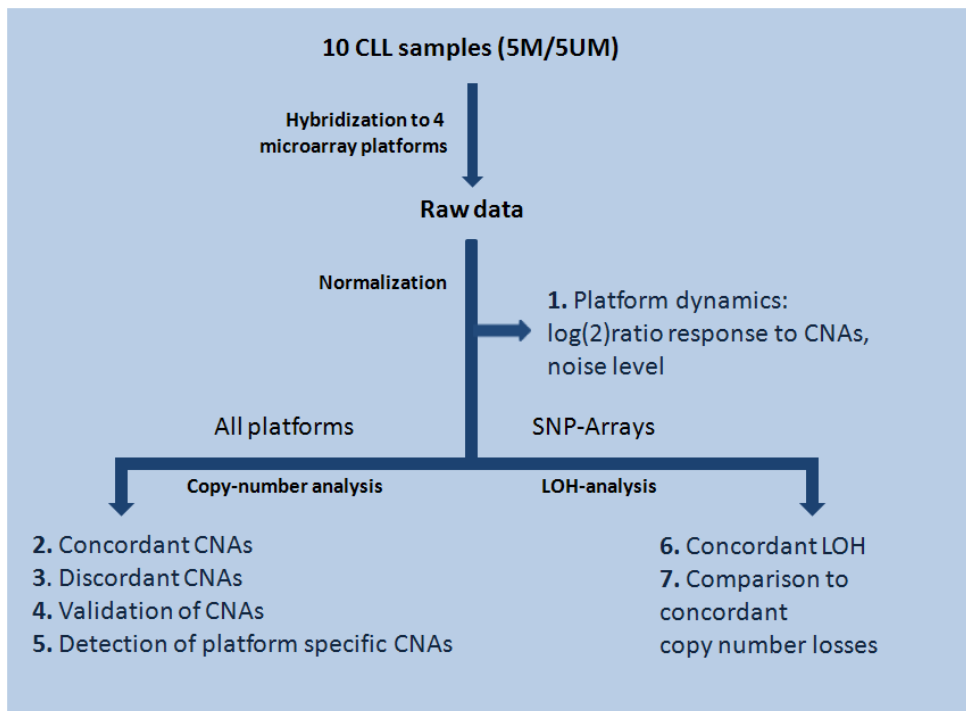 10 CLL samples (5M/5UM)
Hybridization to 4
microarray platforms
Raw data
Normalization
1. Platform dynamics:
log(2)ratio response to CNAs,
noise level
All platforms
SNP-Arrays
Copy-number analysis
LOH-analysis
2. Concordant CNAs
3. Discordant CNAs
4. Validation of CNAs
5. Detection of platform specific CNAs
6. Concordant LOH
7. Comparison to
concordant
copy number losses